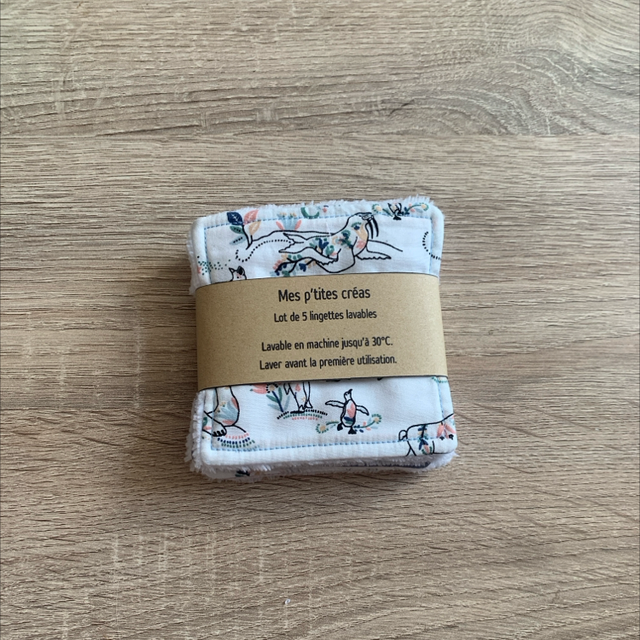 Mes p'tites créas
Lot de 5 lingettes lavables
Lavable en machine jusqu'à 30°C.
Laver avant la première utilisation.